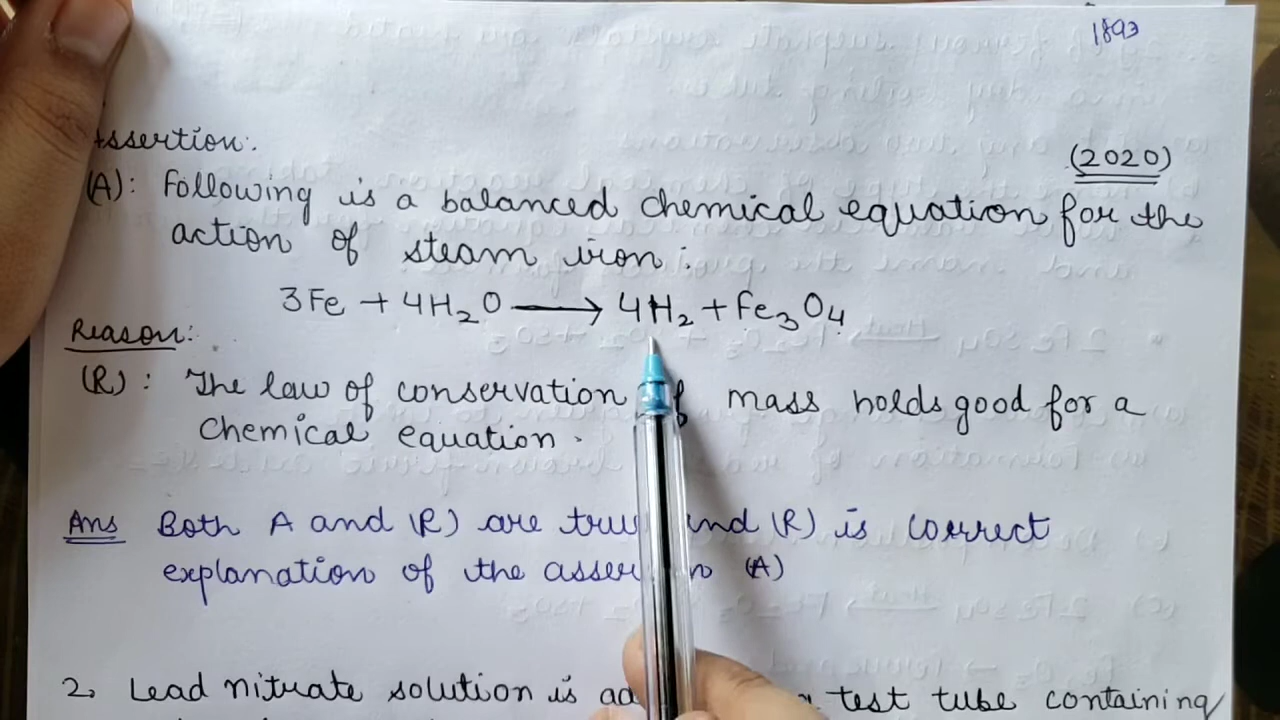 1893
Assertion:
(2020)
(A): Following is a balanced chemical equation for the
action of steam iron:
3Fe + 4H₂O ⟶ 4H₂ + Fe₃O₄
Reason:
(R): The law of conservation mass holds good for a
chemical equation.
Ans Both A and (R) are and (R) is correct
explanation of the (A)
2. Lead nitrate solution is test tube containing